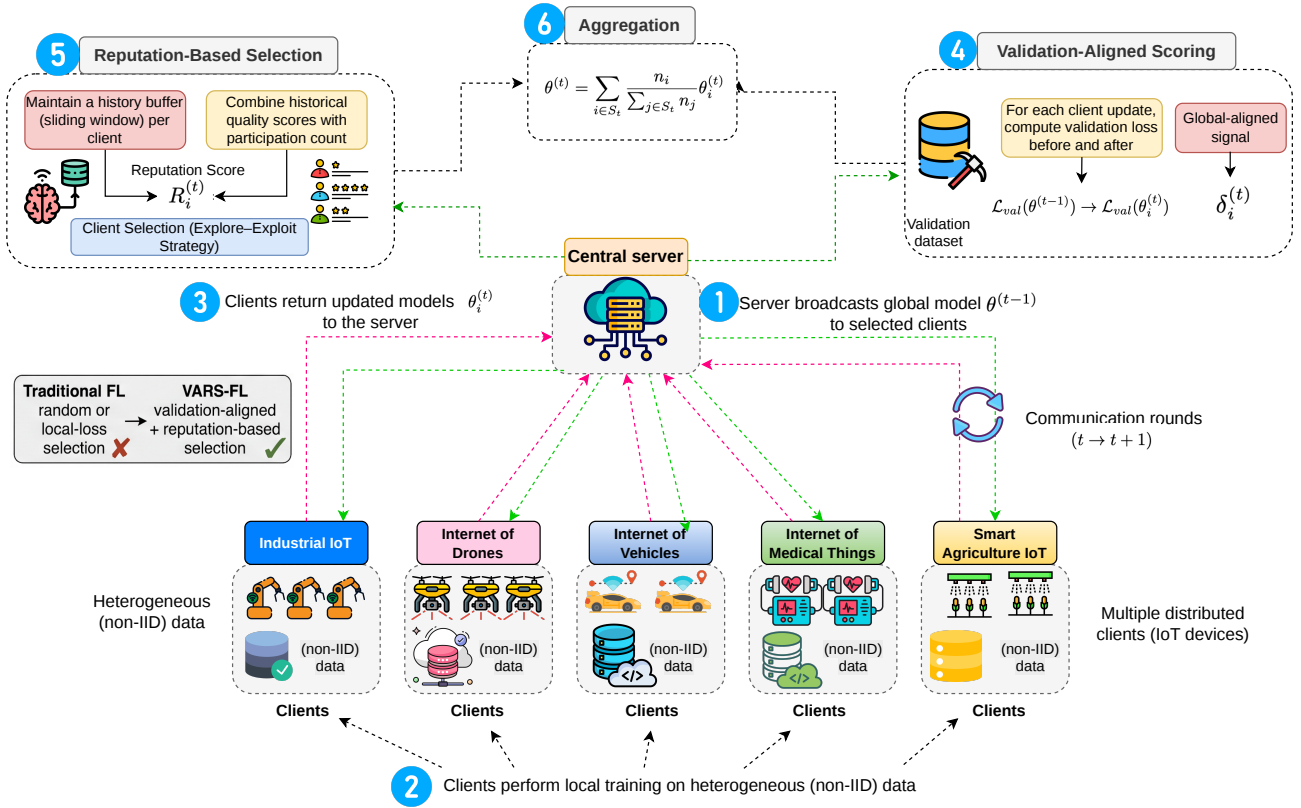 5
Reputation-Based Selection
Maintain a history buffer
(sliding window) per
client
Combine historical
quality scores with
participation count
Reputation Score
R_i^{(t)}
Client Selection (Explore–Exploit
Strategy)
6
Aggregation
θ^{(t)} = \sum_{i∈S_t} \frac{n_i}{\sum_{j∈S_t} n_j} θ_i^{(t)}
4
Validation-Aligned Scoring
For each client update,
compute validation loss
before and after
Global-aligned
signal
ℒ_{val}(θ^{(t−1)}) → ℒ_{val}(θ_i^{(t)})
δ_i^{(t)}
Validation
dataset
Central server
3
Clients return updated models θ_i^{(t)}
to the server
1
Server broadcasts global model θ^{(t−1)}
to selected clients
Traditional FL
random or
local-loss
selection
VARS-FL
validation-aligned
+ reputation-based
selection
Communication rounds
(t → t + 1)
Industrial IoT
Internet of
Drones
Internet of
Vehicles
Internet of
Medical Things
Smart
Agriculture IoT
Heterogeneous
(non-IID) data
(non-IID)
data
(non-IID)
data
(non-IID)
data
(non-IID)
data
(non-IID)
data
Multiple distributed
clients (IoT devices)
Clients
Clients
Clients
Clients
Clients
2
Clients perform local training on heterogeneous (non-IID) data